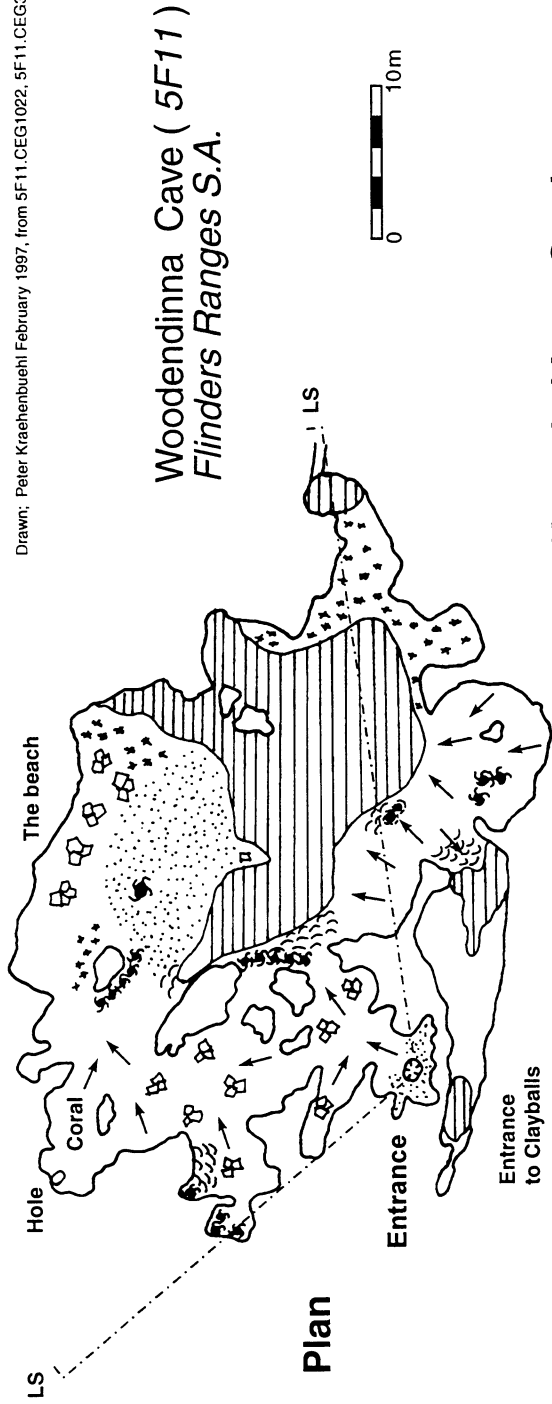 Drawn; Peter Kraehenbuehl February 1997, from 5F11.CEG1022, 5F11.CEG
Woodendinna Cave ( 5F11 )
Flinders Ranges S.A.
0
10m
LS
The beach
Coral
Hole
LS
Entrance
Entrance
to Clayballs
Plan